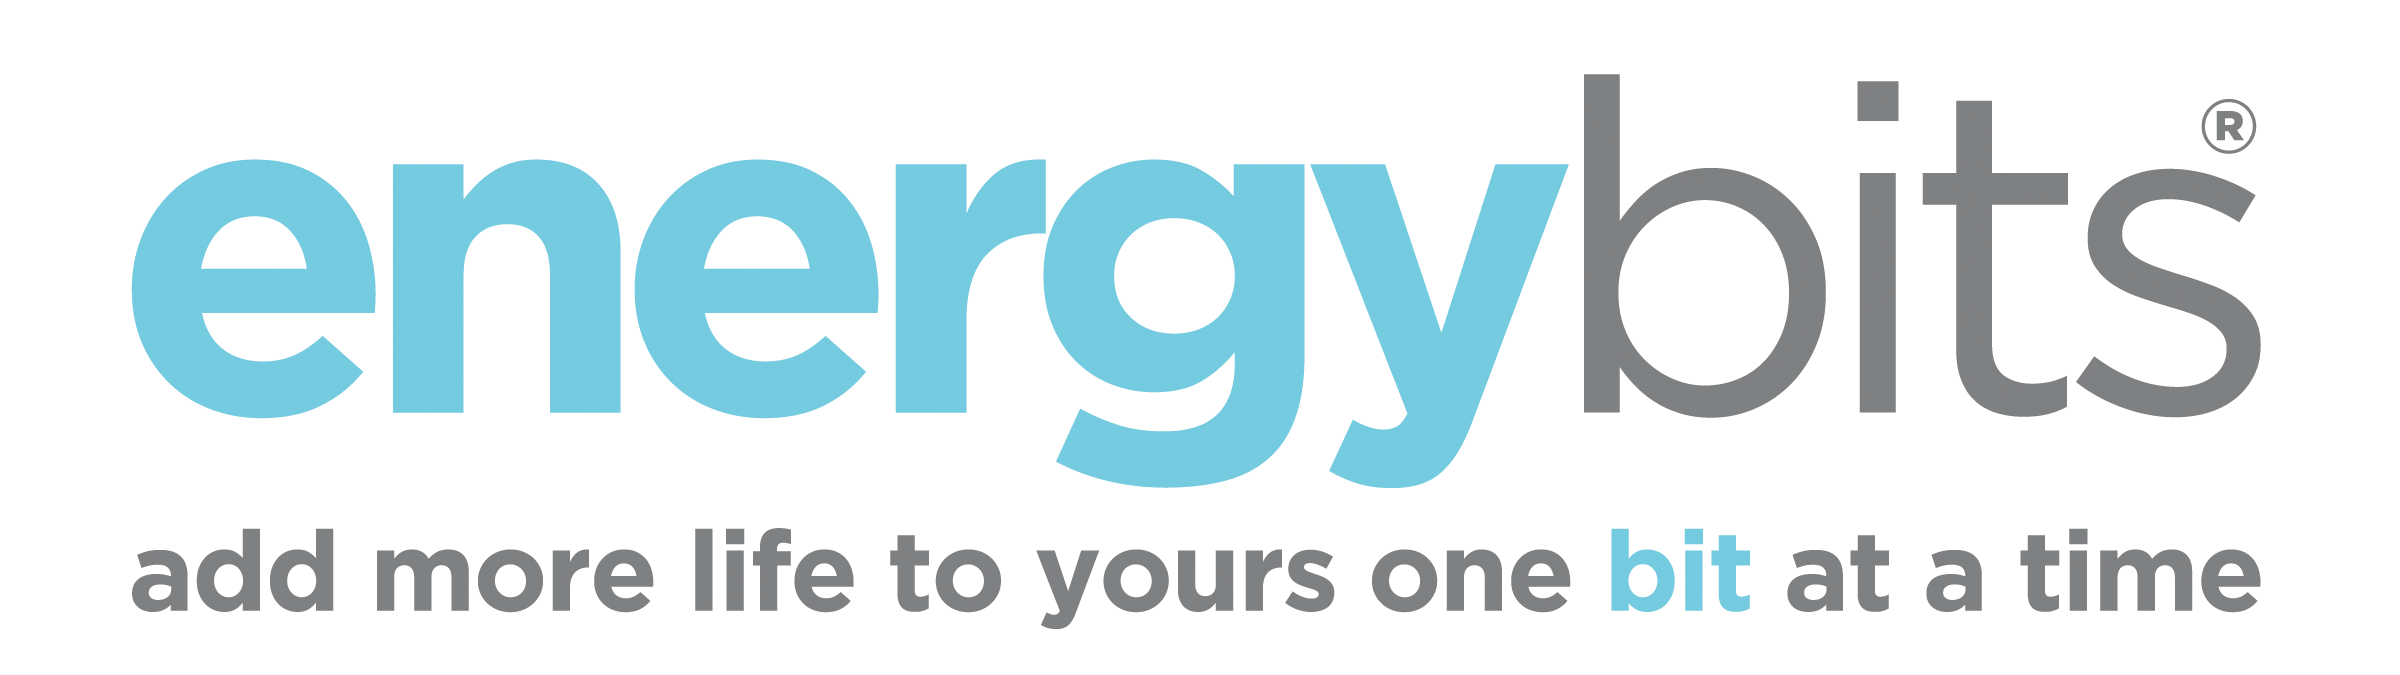 energybits®
add more life to yours one bit at a time